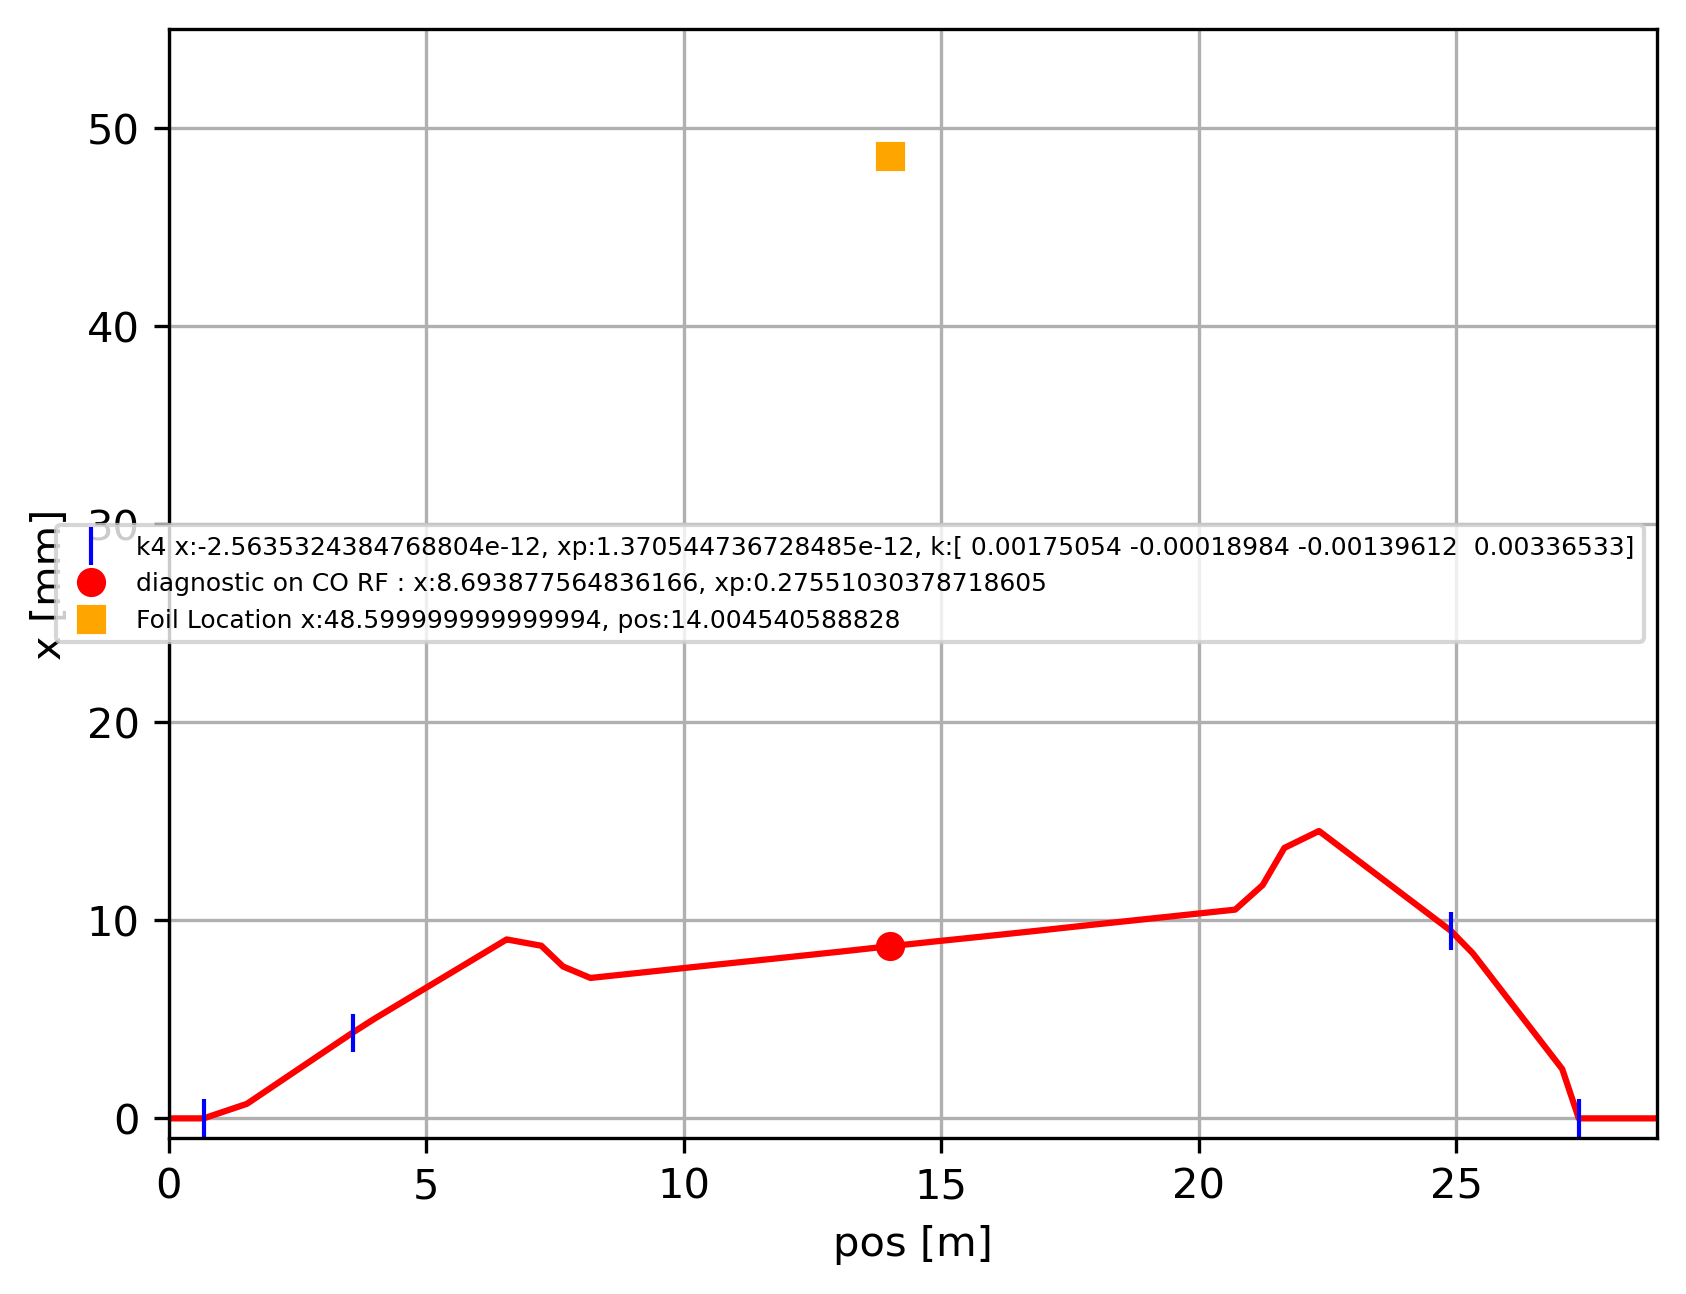 50
40
30
k4 x:-2.5635324384768804e-12, xp:1.370544736728485e-12, k:[ 0.00175054 -0.00018984 -0.00139612  0.00336533]
diagnostic on CO RF : x:8.693877564836166, xp:0.27551030378718605
Foil Location x:48.599999999999994, pos:14.004540588828
x [mm]
20
10
0
0 5 10 15 20 25
pos [m]